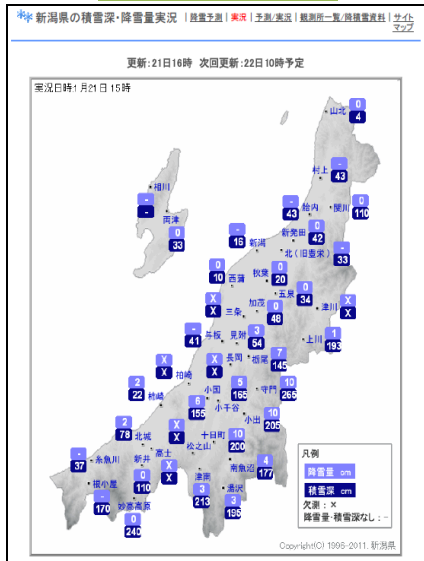 新潟県の積雪深・降雪量実況 | 降雪予測 | 実況 | 予測/実況 | 観測所一覧/降積雪資料 | サイト
マップ
更新:21日16時 次回更新:22日10時予定
実況日時1月21日15時
0
山北
4
-
村上
43
-
相川
-
0
両津
33
-
胎内
43
0
関川
110
0
新発田
42
-
新潟
16
-
北(旧豊栄)
33
0
西蒲
10
0
秋葉
20
0
五泉
34
X
三条
X
0
加茂
48
X
津川
X
-
与板
41
3
見附
54
1
上川
193
X
長岡
X
7
栃尾
145
X
柏崎
X
2
柿崎
22
6
小国
155
5
小千谷
165
10
守門
265
10
小出
205
2
北城
78
X
高士
X
松之山
10
十日町
200
-
糸魚川
37
新井
0
110
4
南魚沼
177
根小屋
-
170
X
X
津南
3
213
湯沢
3
195
妙高高原
0
240
凡例
降雪量 cm
積雪深 cm
欠測:×
降雪量・積雪深なし:-
Copyright(C) 1996-2011. 新潟県